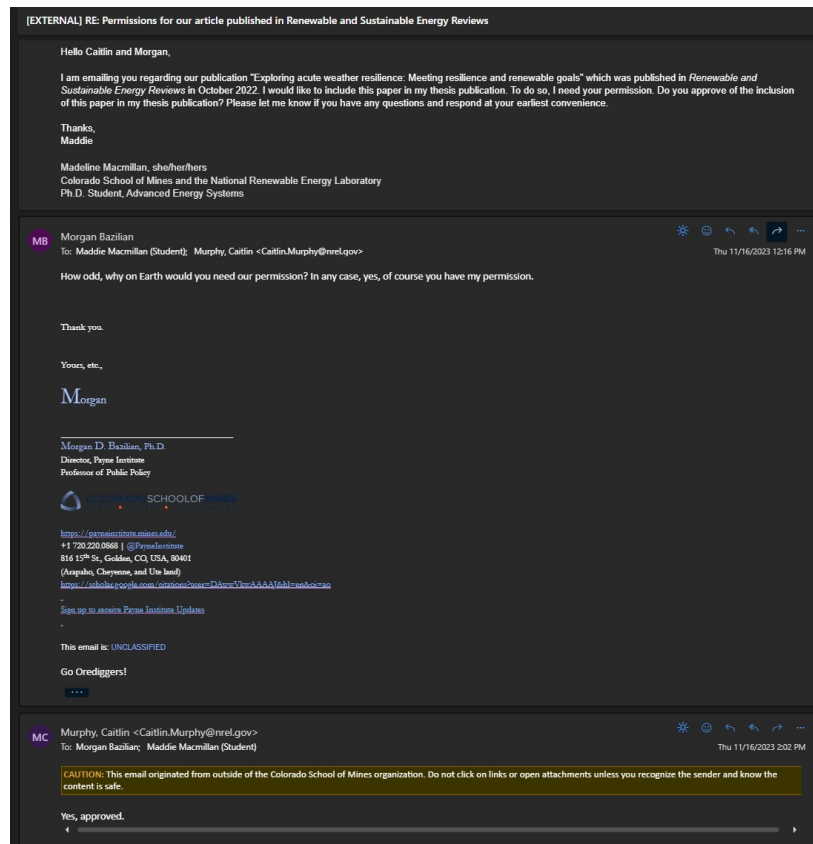 [EXTERNAL] RE: Permissions for our article published in Renewable and Sustainable Energy Reviews
Hello Caitlin and Morgan,
I am emailing you regarding our publication "Exploring acute weather resilience: Meeting resilience and renewable goals" which was published in Renewable and
Sustainable Energy Reviews in October 2022. I would like to include this paper in my thesis publication. To do so, I need your permission. Do you approve of the inclusion
of this paper in my thesis publication? Please let me know if you have any questions and respond at your earliest convenience.
Thanks,
Maddie
Madeline Macmillan, she/her/hers
Colorado School of Mines and the National Renewable Energy Laboratory
Ph.D. Student, Advanced Energy Systems
MB
Morgan Bazilian
To: Maddie Macmillan (Student); Murphy, Caitlin <Caitlin.Murphy@nrel.gov>
Thu 11/16/2023 12:16 PM
How odd, why on Earth would you need our permission? In any case, yes, of course you have my permission.
Thank you.
Yours, etc.,
Morgan
Morgan D. Bazilian, Ph.D.
Director, Payne Institute
Professor of Public Policy
COLORADO SCHOOL OF MINES
https://payneinstitute.mines.edu/
+1 720.220.0868 | @PayneInstitute
816 15th St., Golden, CO, USA, 80401
(Arapaho, Cheyenne, and Ute land)
Sign up to receive Payne Institute Updates
This email is: UNCLASSIFIED
Go Orediggers!
MC
Murphy, Caitlin <Caitlin.Murphy@nrel.gov>
To: Morgan Bazilian; Maddie Macmillan (Student)
Thu 11/16/2023 2:02 PM
CAUTION: This email originated from outside of the Colorado School of Mines organization. Do not click on links or open attachments unless you recognize the sender and know the
content is safe.
Yes, approved.